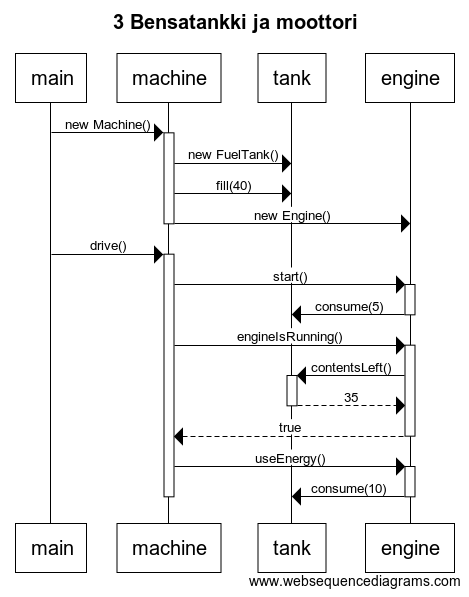 3 Bensatankki ja moottori
main machine tank engine
new Machine()
new FuelTank()
fill(40)
new Engine()
drive()
start()
consume(5)
engineIsRunning()
contentsLeft()
35
true
useEnergy()
consume(10)
main machine tank engine
www.websequencediagrams.com